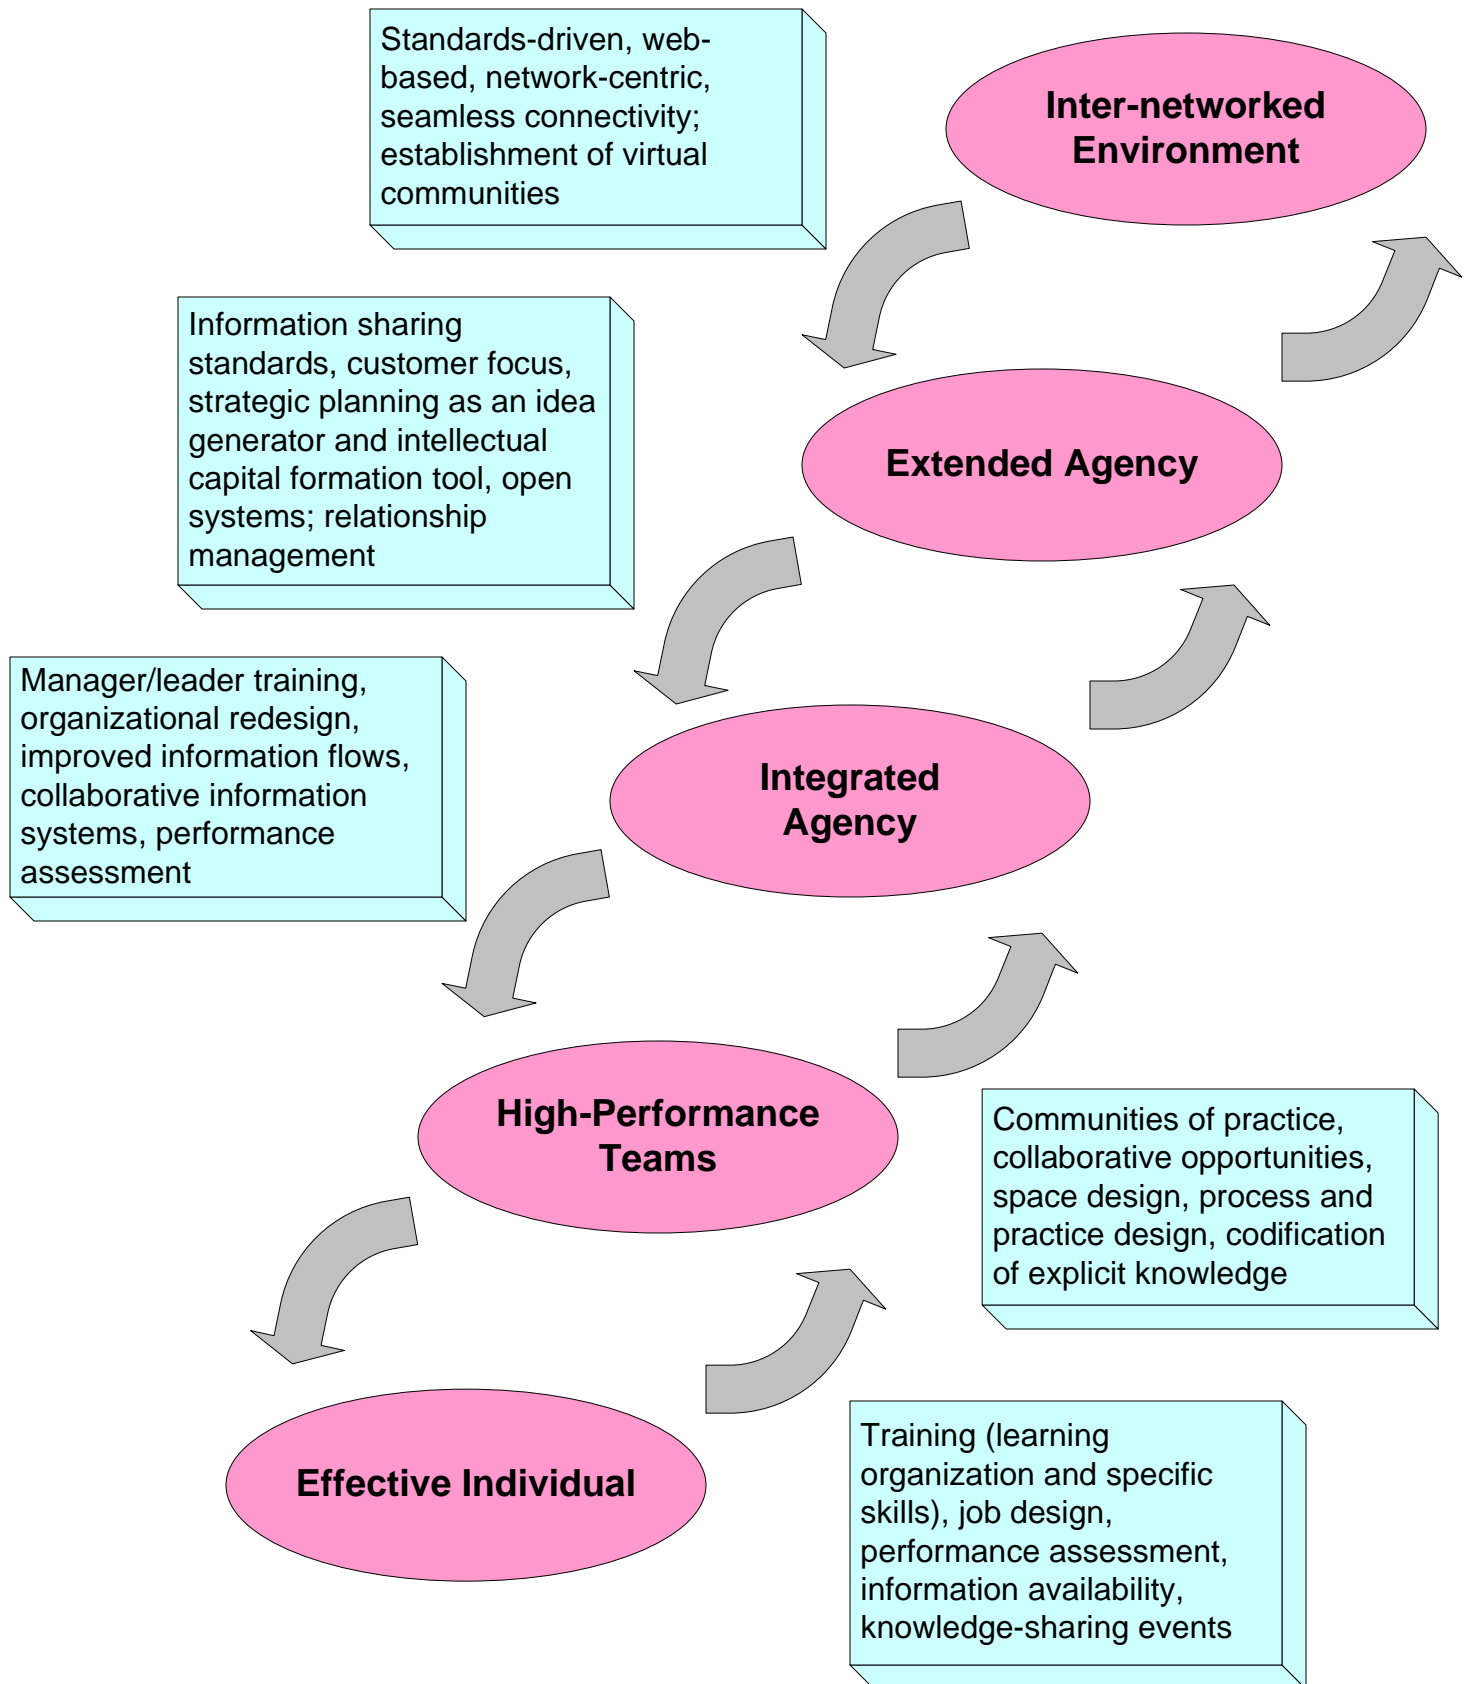 Standards-driven, web-
based, network-centric,
seamless connectivity;
establishment of virtual
communities
Inter-networked
Environment
Information sharing
standards, customer focus,
strategic planning as an idea
generator and intellectual
capital formation tool, open
systems; relationship
management
Extended Agency
Manager/leader training,
organizational redesign,
improved information flows,
collaborative information
systems, performance
assessment
Integrated
Agency
High-Performance
Teams
Communities of practice,
collaborative opportunities,
space design, process and
practice design, codification
of explicit knowledge
Effective Individual
Training (learning
organization and specific
skills), job design,
performance assessment,
information availability,
knowledge-sharing events